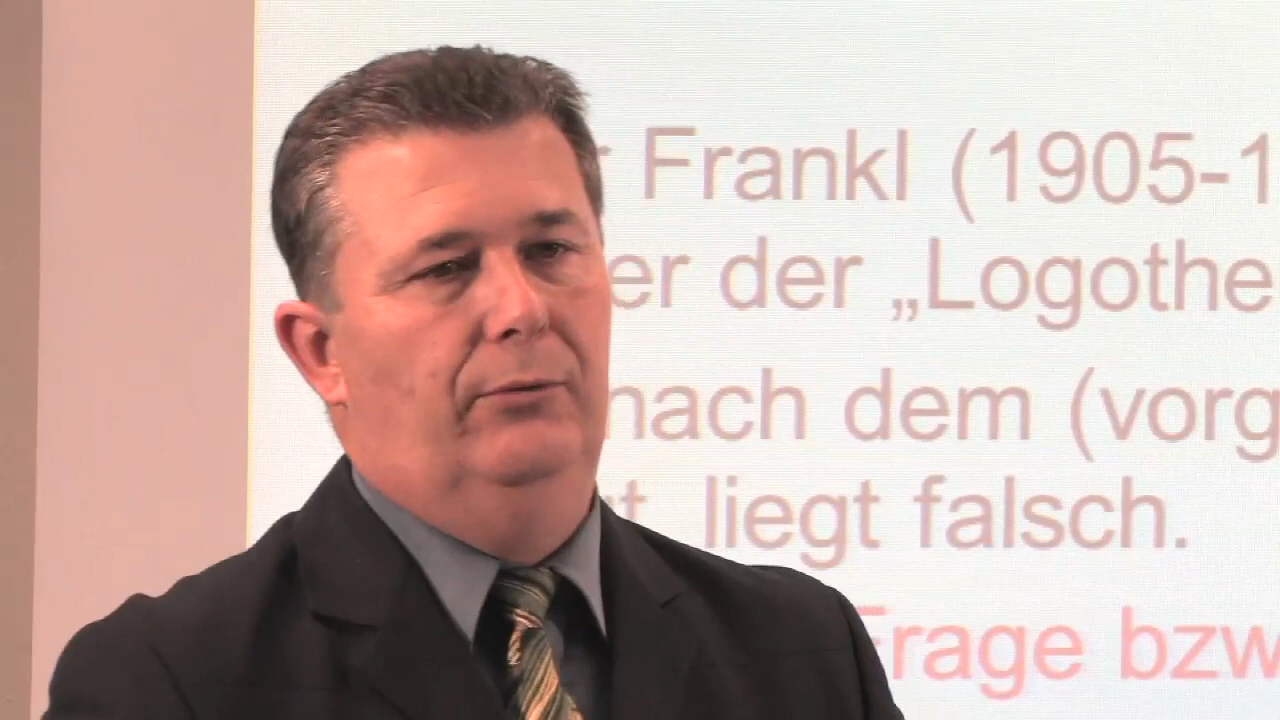 r Frankl (1905-1
er der „Logothe
nach dem (vorg
t, liegt falsch.
Frage bzw